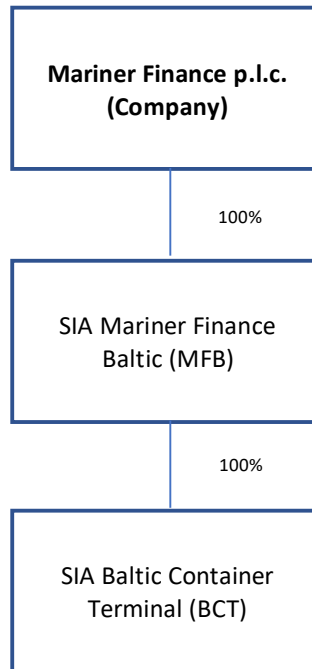 Mariner Finance p.l.c.
(Company)
100%
SIA Mariner Finance
Baltic (MFB)
100%
SIA Baltic Container
Terminal (BCT)